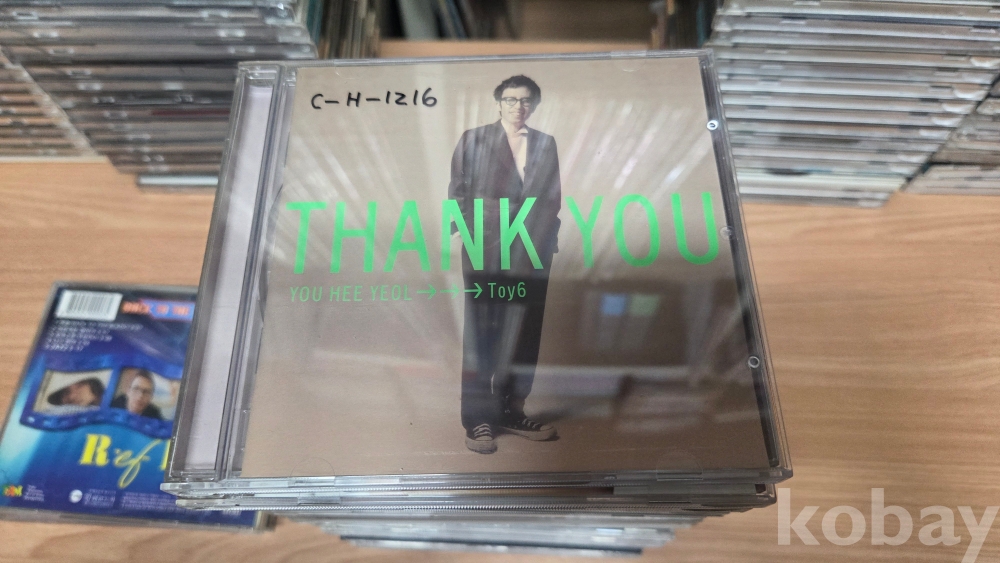 C-H-1216
THANK YOU
YOU HEE YEOL →→→ Toy6
R.ef
kobay